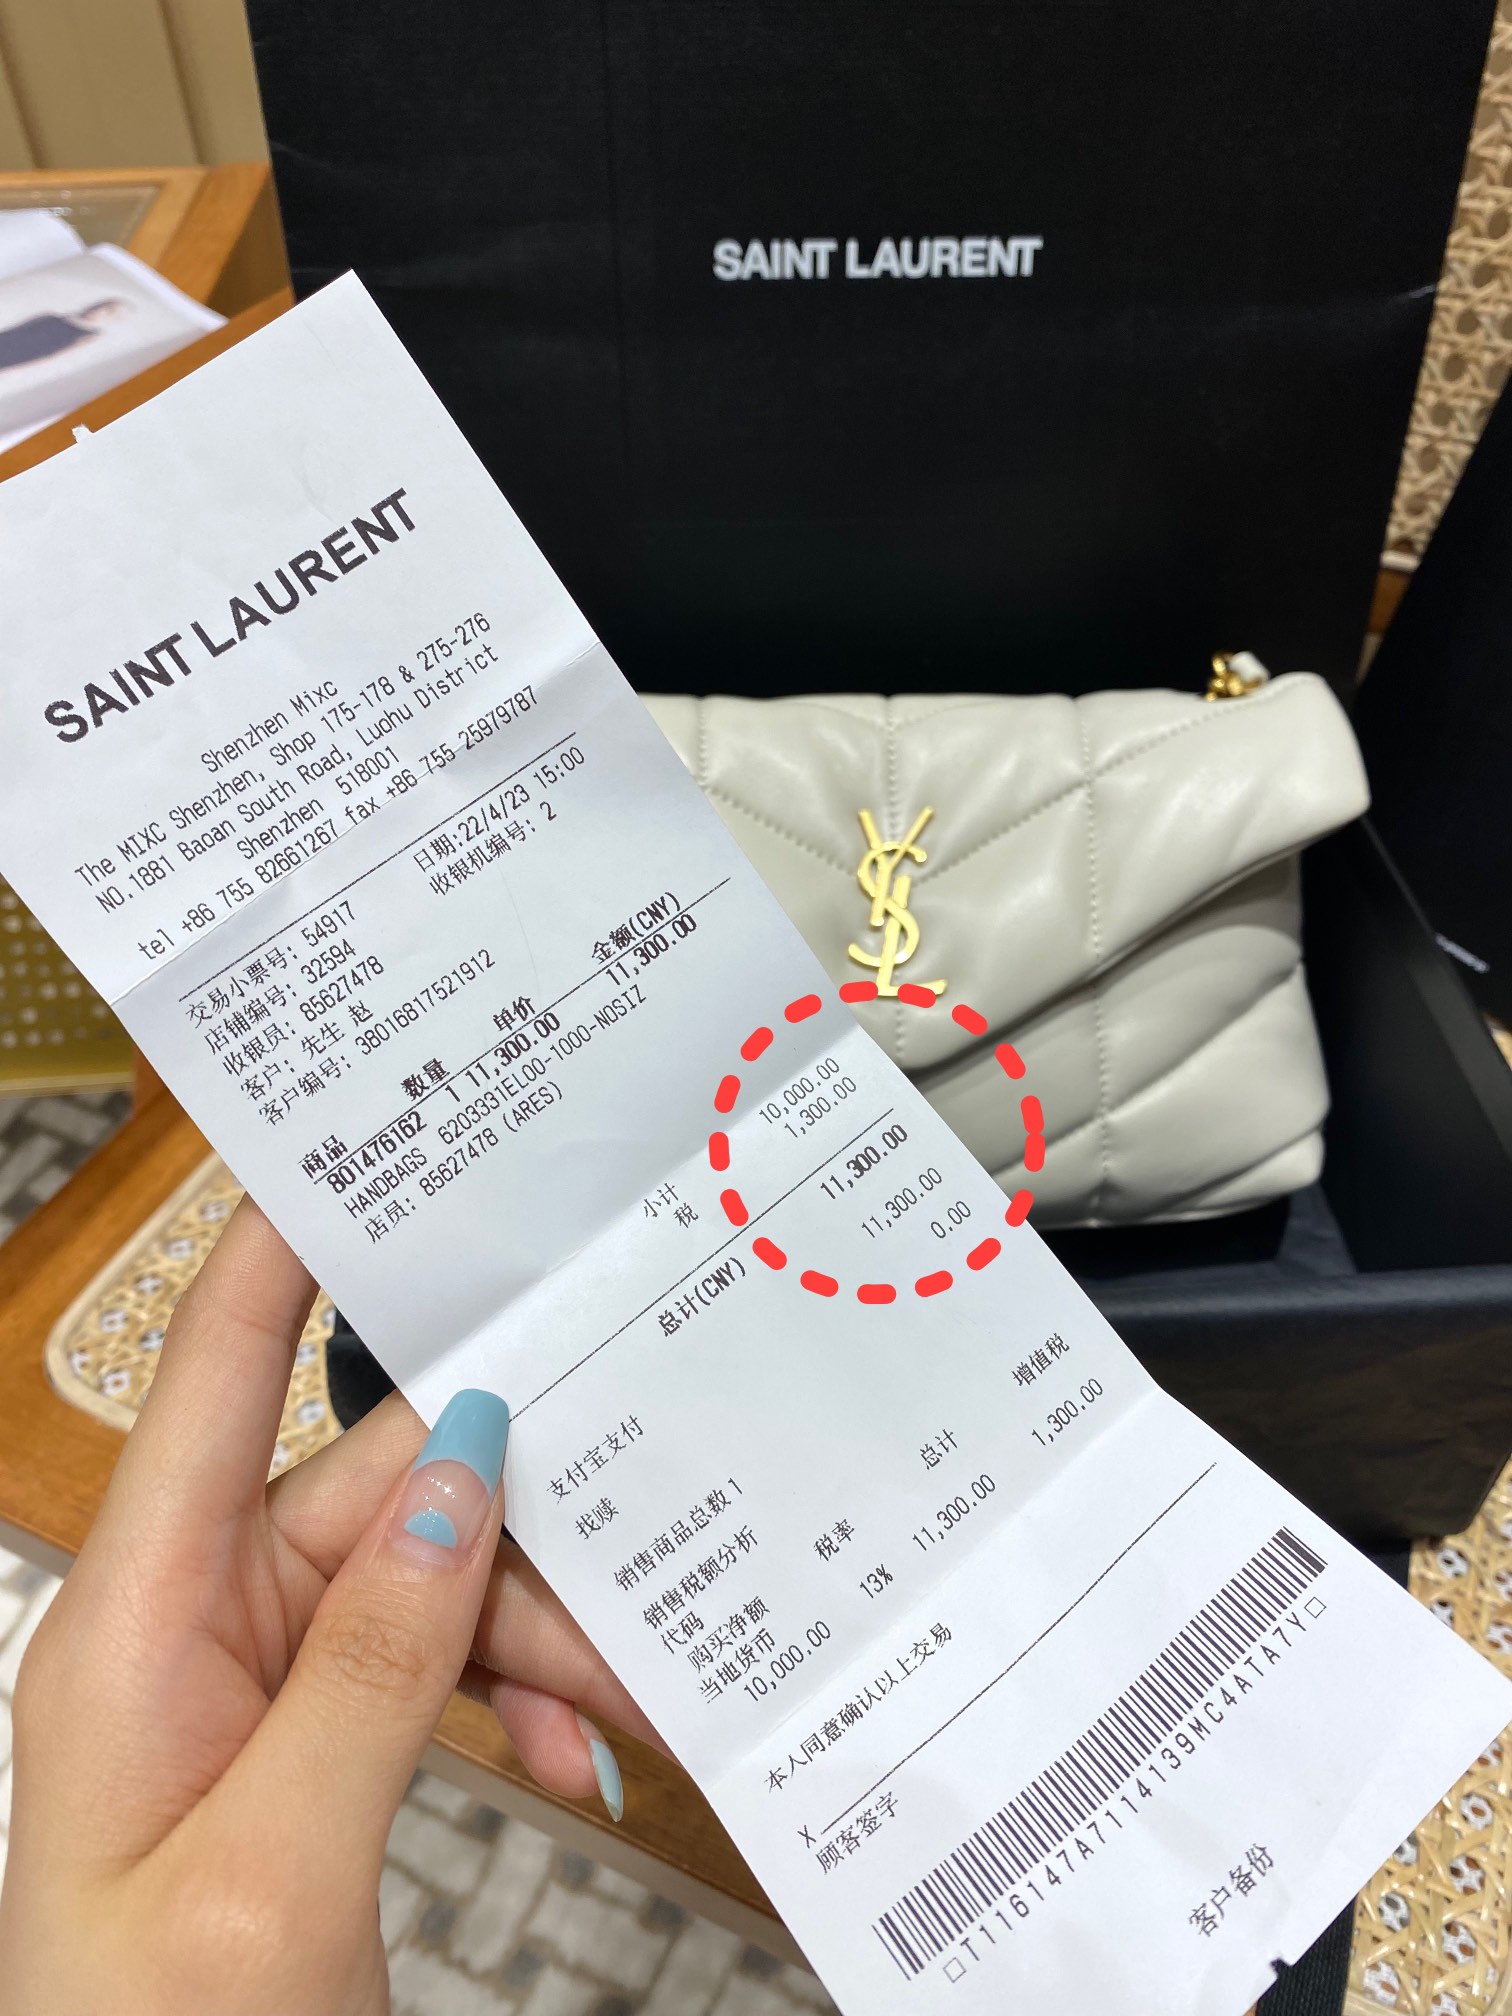 SAINT LAURENT
SAINT LAURENT
Shenzhen Mixc
The MIXC Shenzhen, Shop 175-178 & 275-276
NO.1881 Baoan South Road, Luohu District
Shenzhen 518001
tel +86 755 82661267 fax +86 755 25979787
交易小票号: 54917 日期:22/4/23 15:00
店铺编号: 32594 收银机编号: 2
收银员: 85627478
客户: 先生 赵
客户编号: 38016817521912
商品 数量 单价 金额(CNY)
801476162 1 11,300.00 11,300.00
HANDBAGS 6203331EL00-1000-NOSIZ
店员: 85627478 (ARES)
小计 10,000.00
税 1,300.00
总计(CNY) 11,300.00
支付宝支付 11,300.00
找赎 0.00
销售商品总数 1
销售税额分析
代码 税率 总计 增值税
购买净额 13% 11,300.00 1,300.00
当地货币
10,000.00
本人同意确认以上交易
X
顾客签字
□T116147A7114139MC4ATA7Y□
客户备份
YSL